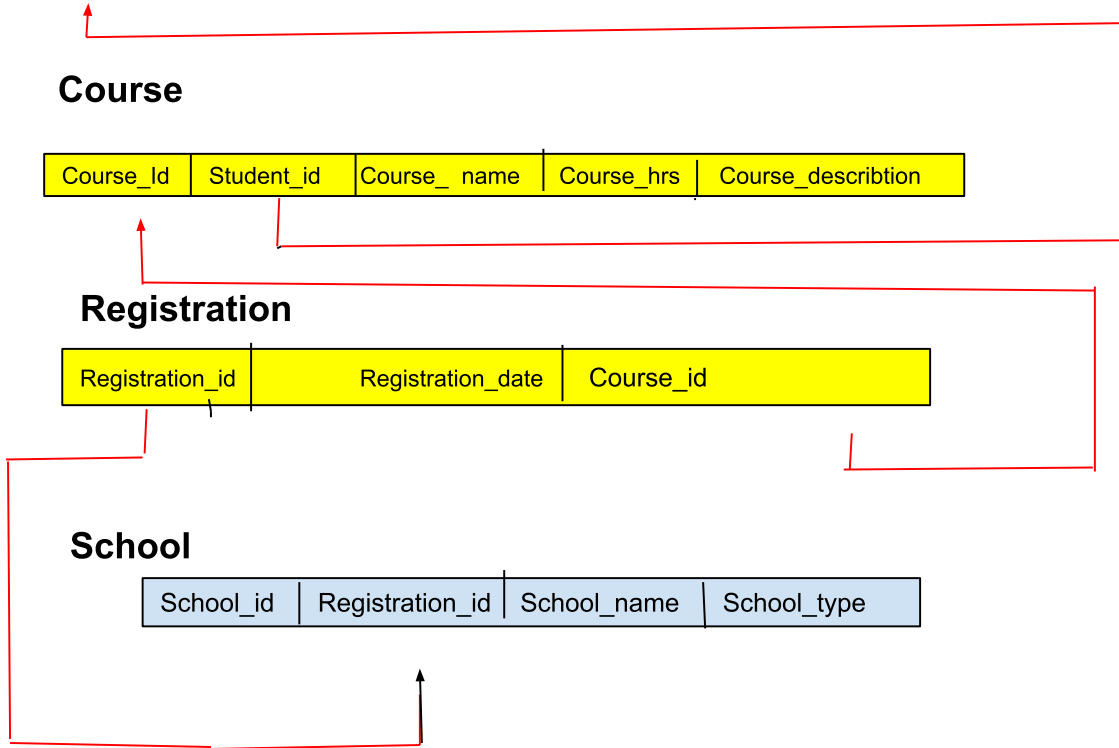 Course
Course_Id Student_id Course_ name Course_hrs Course_describtion
Registration
Registration_id Registration_date Course_id
School
School_id Registration_id School_name School_type